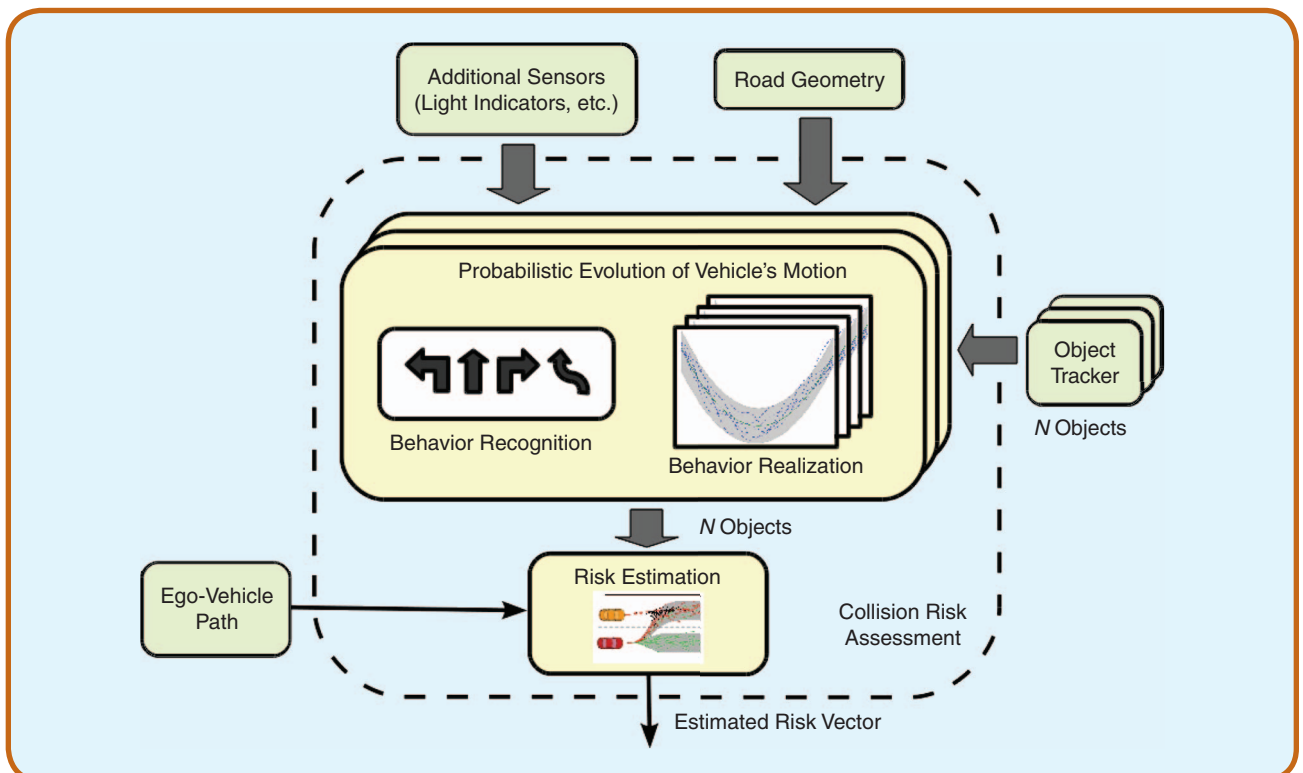 Additional Sensors
(Light Indicators, etc.)
Road Geometry
Probabilistic Evolution of Vehicle's Motion
Behavior Recognition
Behavior Realization
Object
Tracker
N Objects
N Objects
Risk Estimation
Ego-Vehicle
Path
Collision Risk
Assessment
Estimated Risk Vector